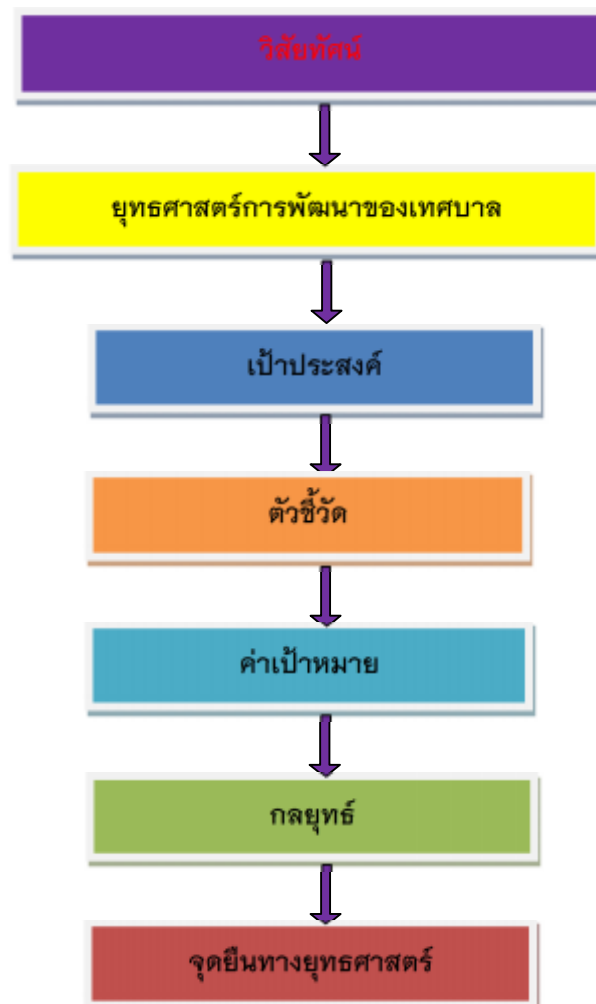 วิสัยทัศน์
ยุทธศาสตร์การพัฒนาของเทศบาล
เป้าประสงค์
ตัวชี้วัด
ค่าเป้าหมาย
กลยุทธ์
จุดยืนทางยุทธศาสตร์